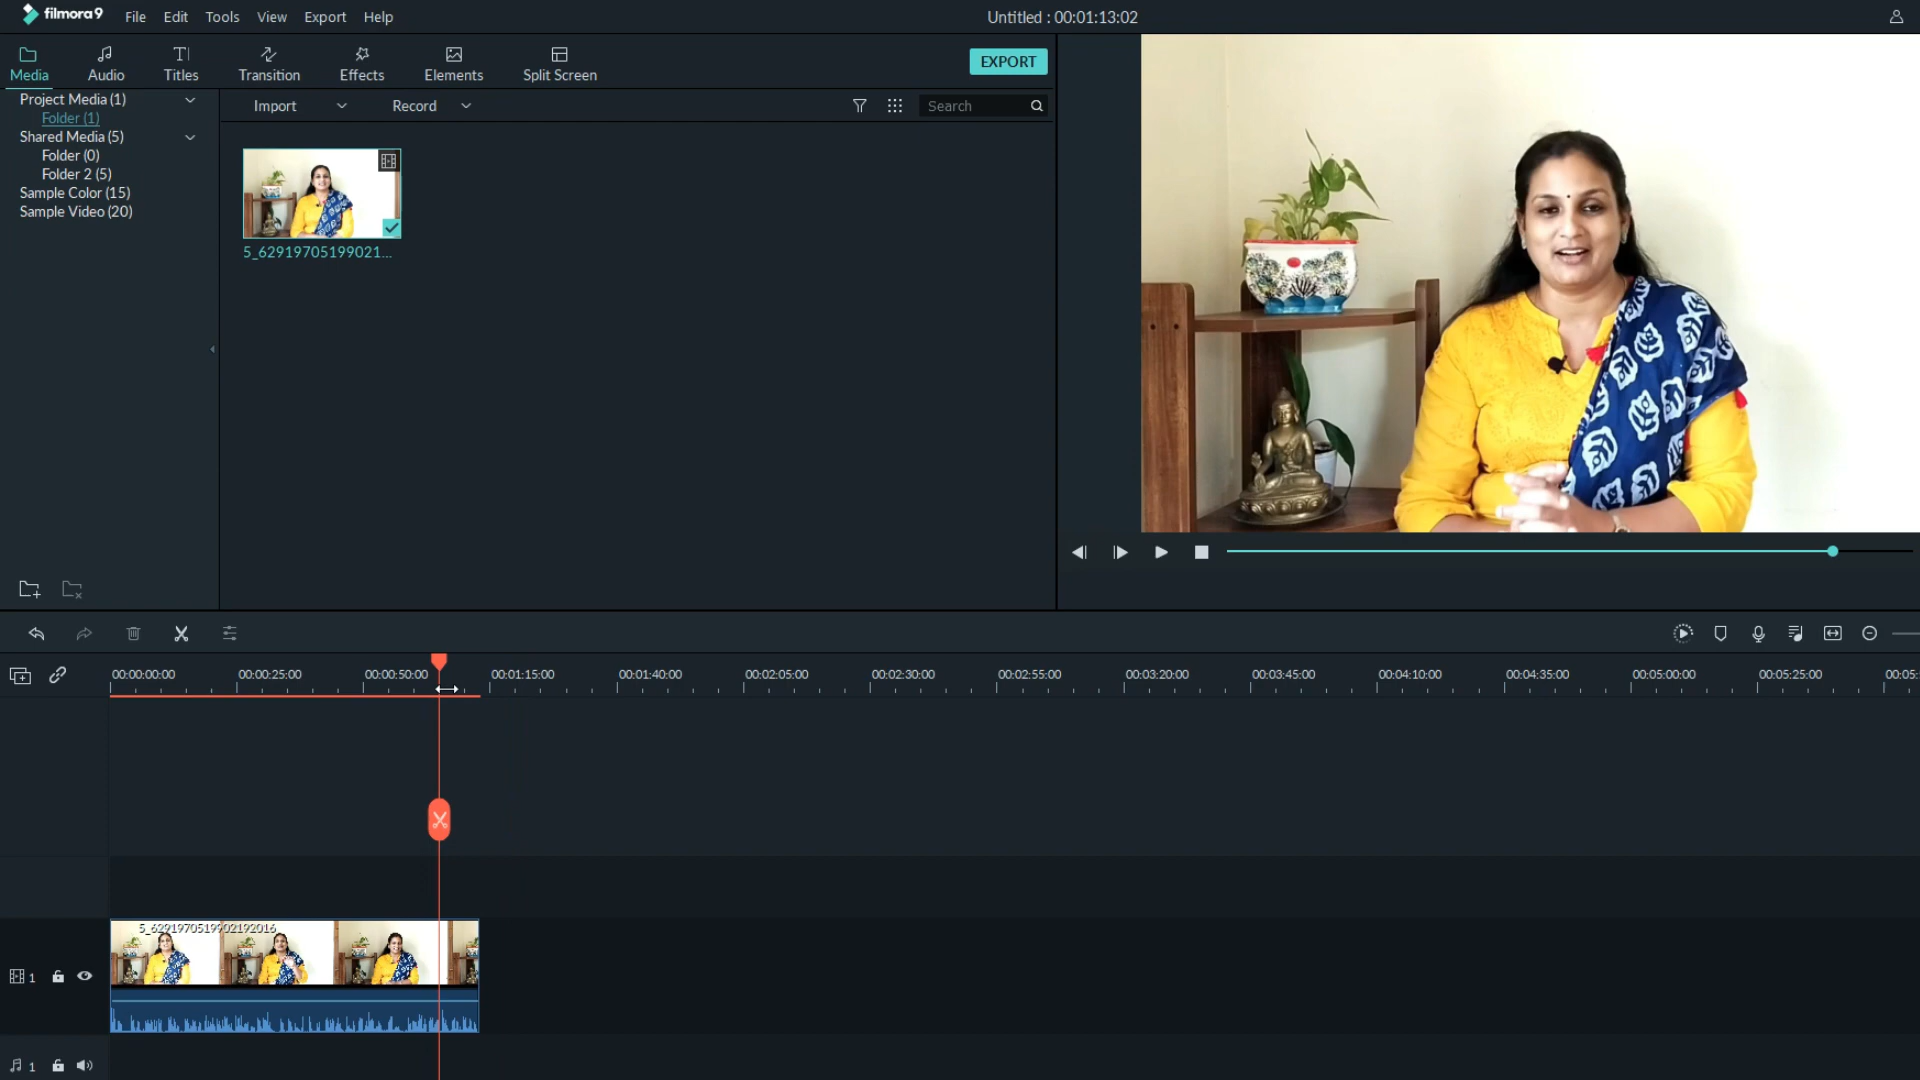 filmora9 File Edit Tools View Export Help Untitled : 00:01:13:02
Media Audio Titles Transition Effects Elements Split Screen EXPORT
Project Media (1) Import Record Search
Folder (1)
Shared Media (5)
Folder (0)
Folder 2 (5)
Sample Color (15)
Sample Video (20)
5_62919705199021...
00:00:00:00 00:00:25:00 00:00:50:00 00:01:15:00 00:01:40:00 00:02:05:00 00:02:30:00 00:02:55:00 00:03:20:00 00:03:45:00 00:04:10:00 00:04:35:00 00:05:00:00 00:05:25:00 00:05:
5_6291970519902192016
1
1